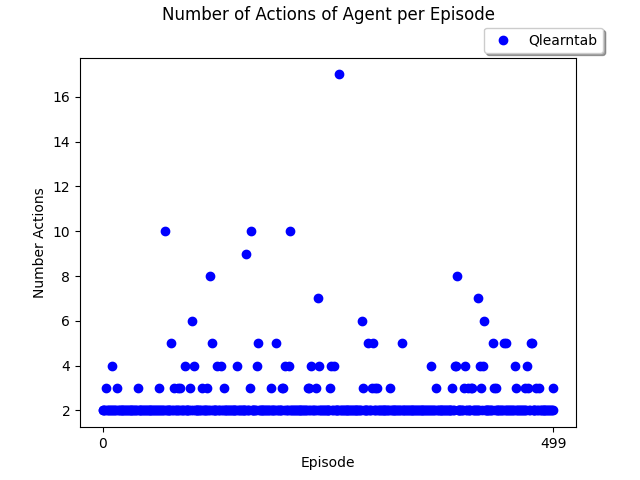 Number of Actions of Agent per Episode
Qlearntab
16
14
12
10
8
6
4
2
Number Actions
0
499
Episode